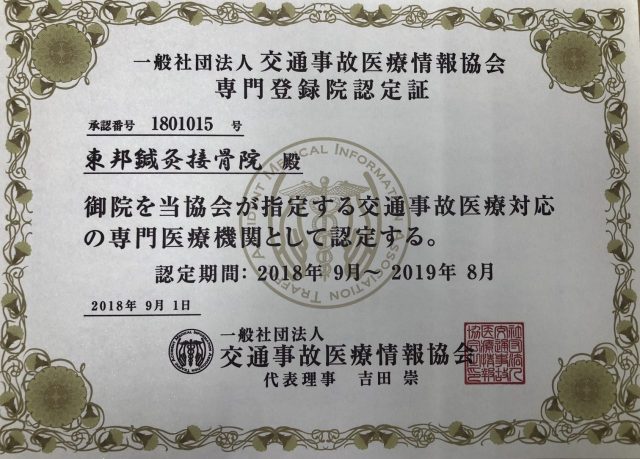 一般社団法人 交通事故医療情報協会
専門登録院認定証
承認番号 1801015 号
東邦鍼灸接骨院 殿
御院を当協会が指定する交通事故医療対応
の専門医療機関として認定する。
認定期間: 2018年 9月～ 2019年 8月
2018年 9月 1日
一般社団法人
交通事故医療情報協会
代表理事 吉田 崇